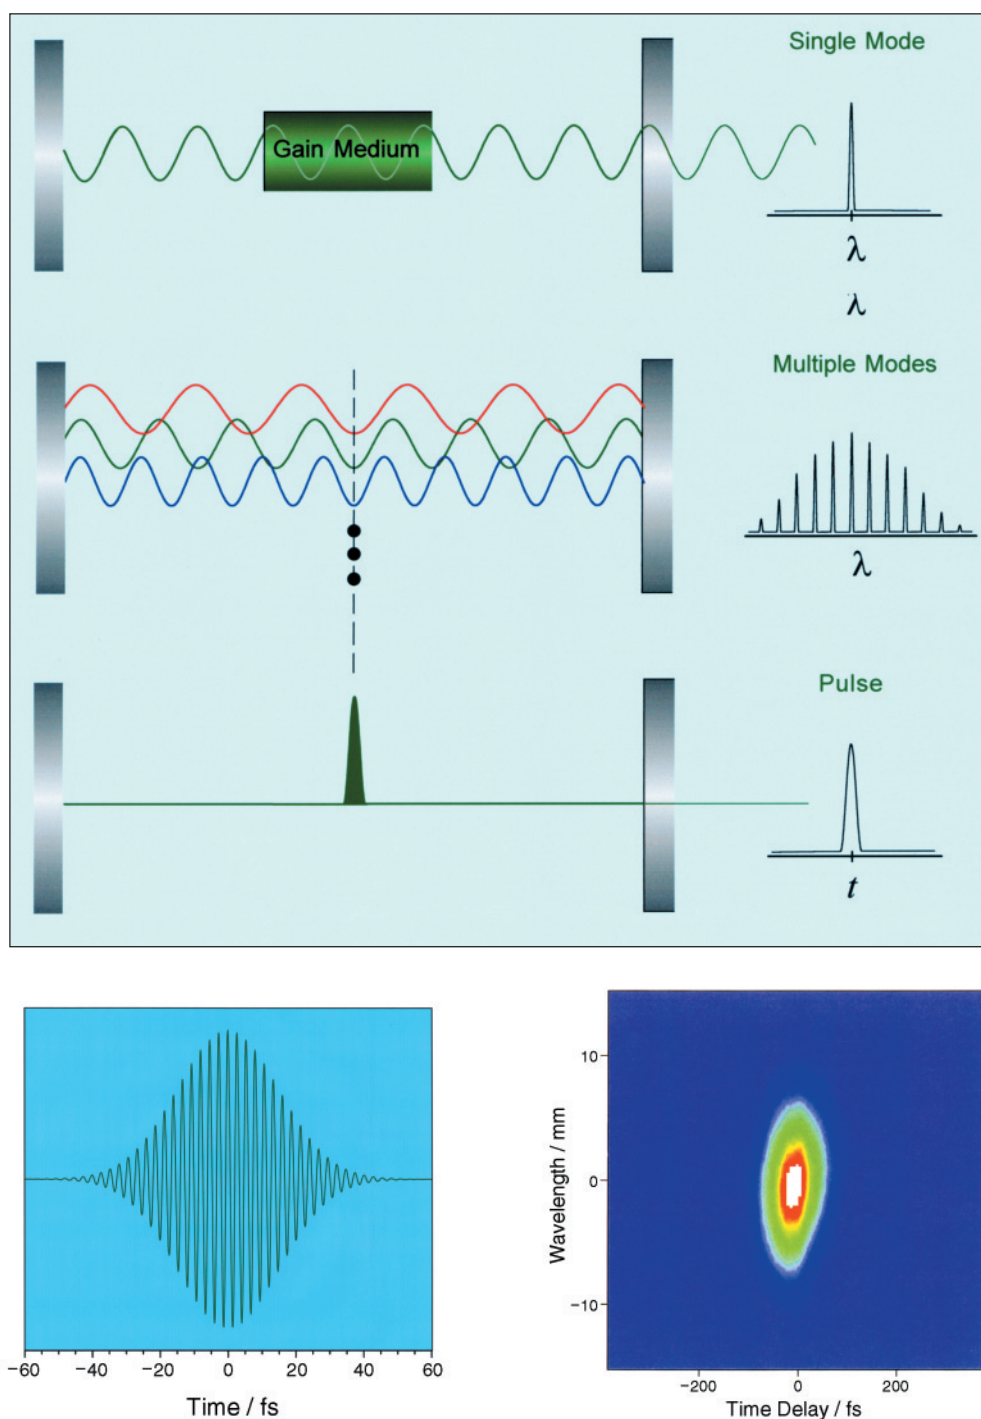 Single Mode
Gain Medium
λ
λ
Multiple Modes
λ
Pulse
t
10
0
−10
Wavelength / mm
−60 −40 −20 0 20 40 60
Time / fs
−200 0 200
Time Delay / fs